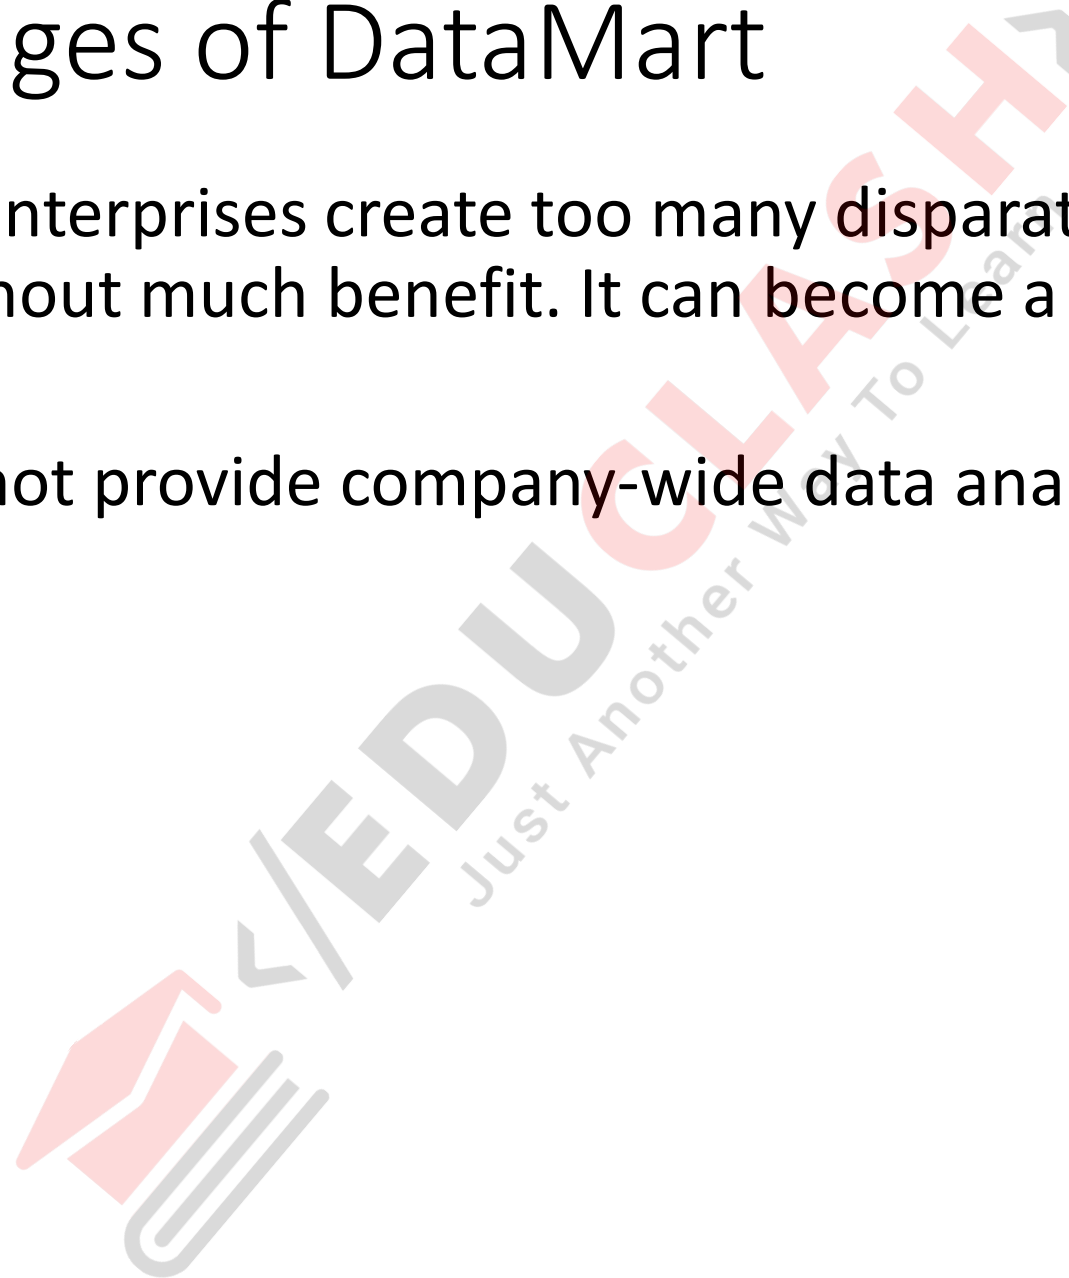 ges of DataMart
nterprises create too many disparat
hout much benefit. It can become a
not provide company-wide data ana
</EDUCLASH>
Just Another Way To Learn